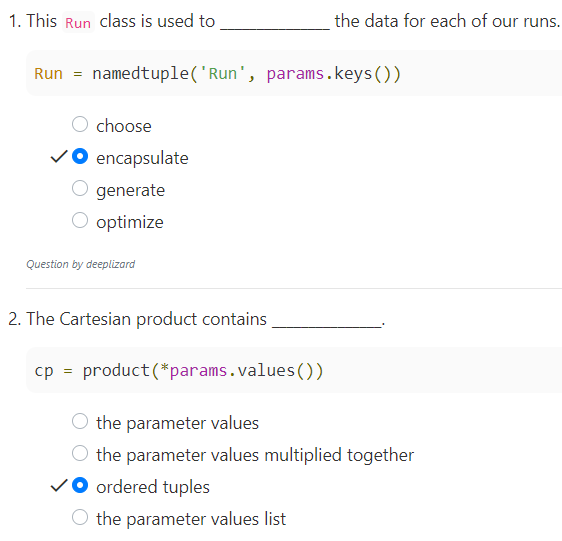 1. This Run class is used to _____________ the data for each of our runs.
Run = namedtuple('Run', params.keys())
choose
encapsulate
generate
optimize
Question by deeplizard
2. The Cartesian product contains _____________.
cp = product(*params.values())
the parameter values
the parameter values multiplied together
ordered tuples
the parameter values list